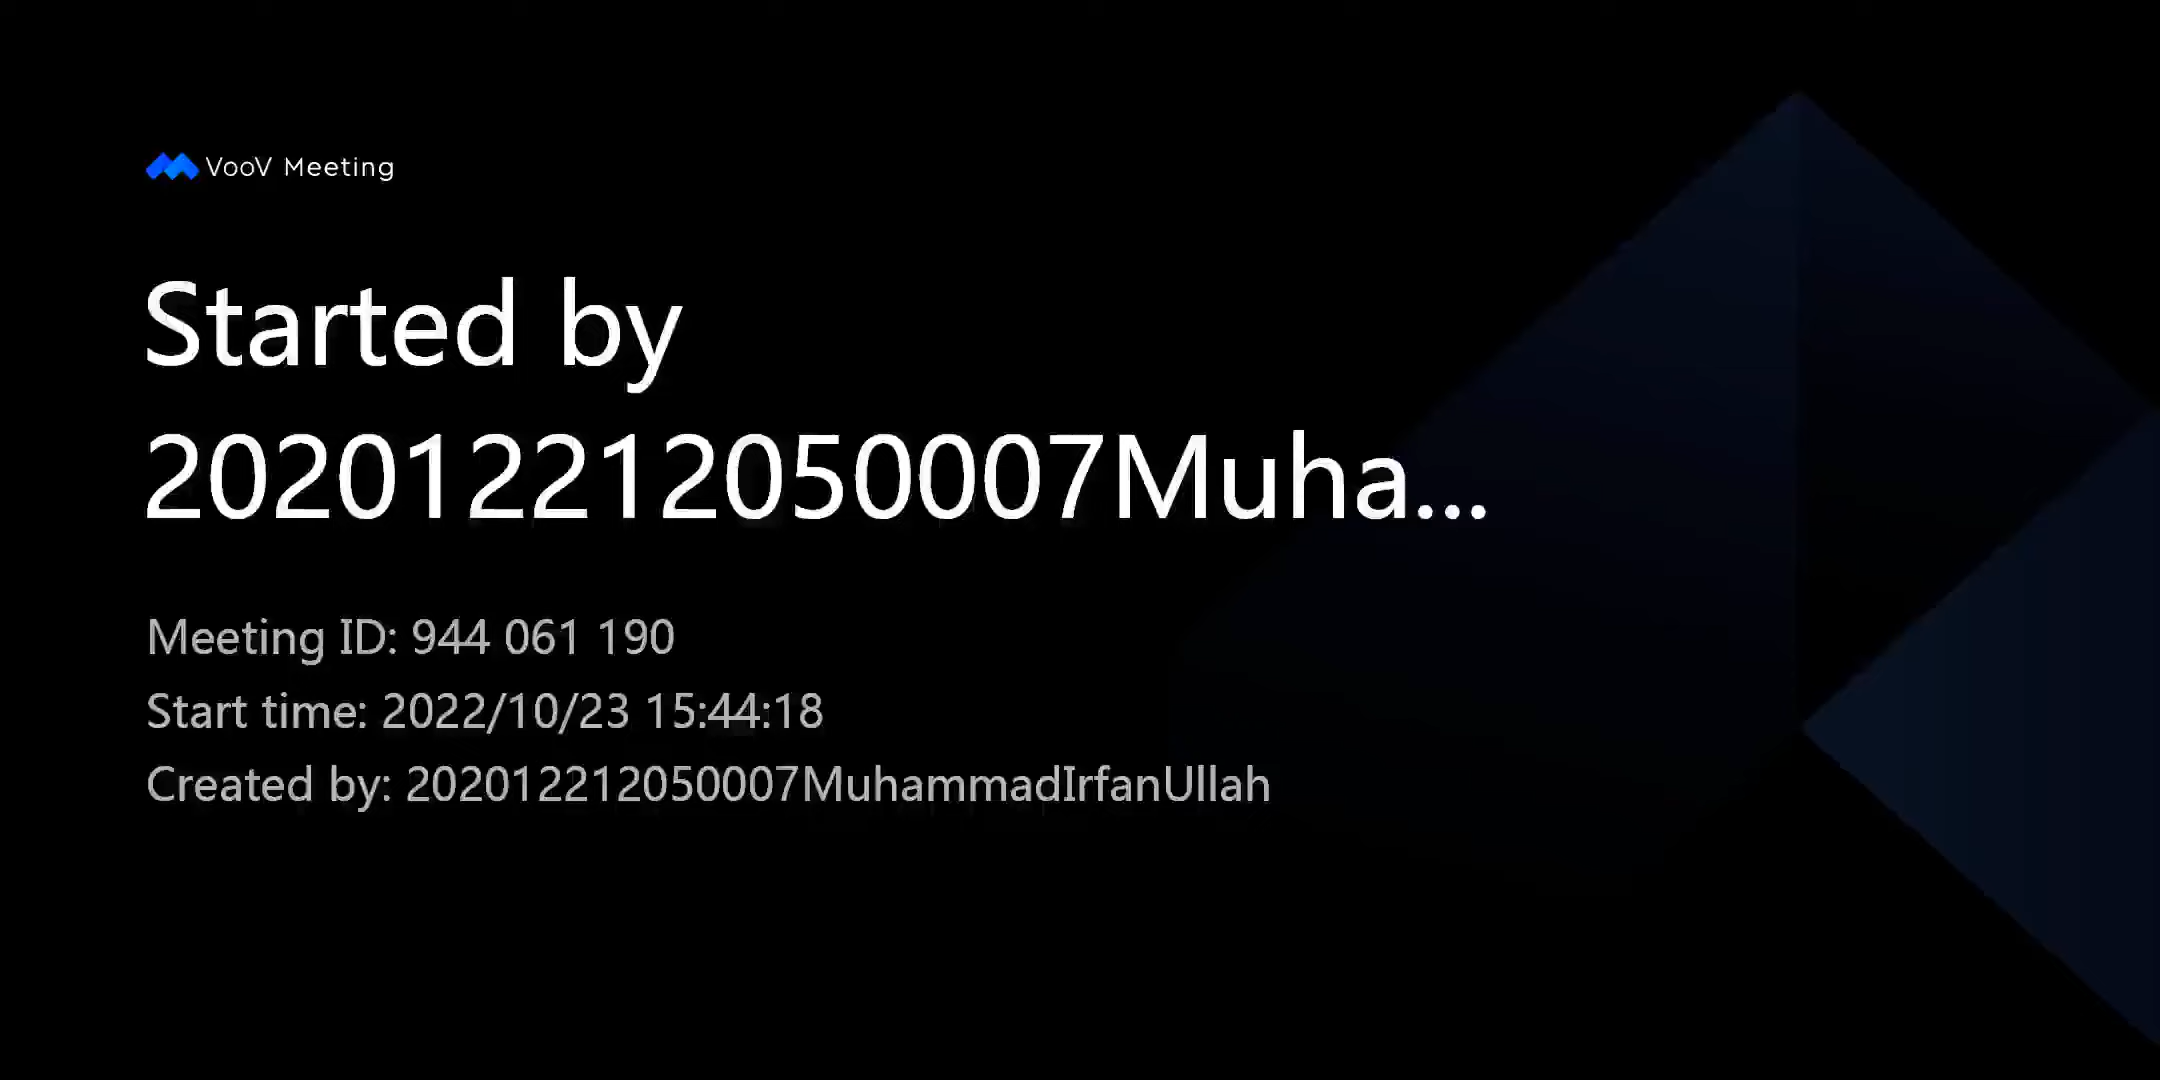 VooV Meeting
Started by
202012212050007Muha...
Meeting ID: 944 061 190
Start time: 2022/10/23 15:44:18
Created by: 202012212050007MuhammadIrfanUllah